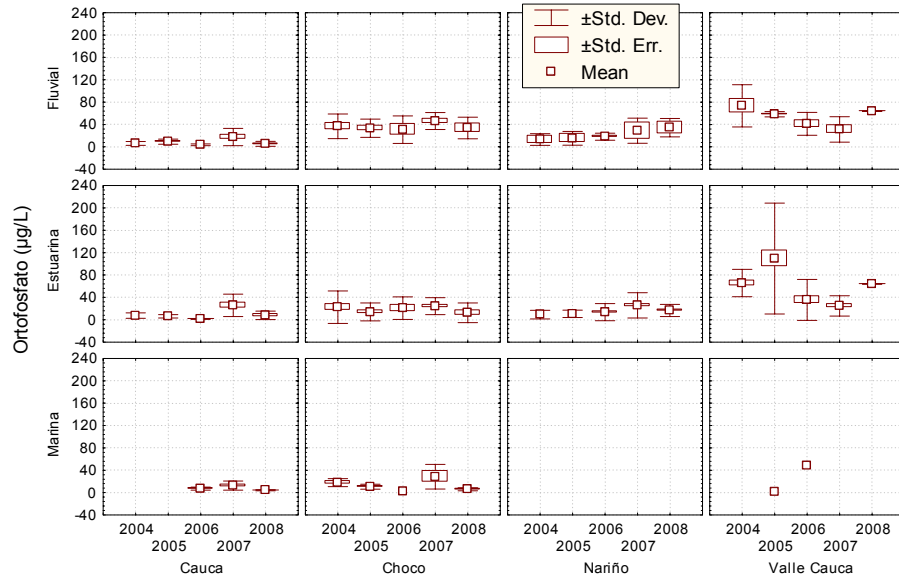 ±Std. Dev.
±Std. Err.
Mean
Ortofosfato (µg/L)
Fluvial
240
200
160
120
80
40
0
-40
Estuarina
240
200
160
120
80
40
0
-40
Marina
240
200
160
120
80
40
0
-40
2004 2006 2008 2004 2006 2008 2004 2006 2008 2004 2006 2008
2005 2007 2005 2007 2005 2007 2005 2007
Cauca Choco Nariño Valle Cauca